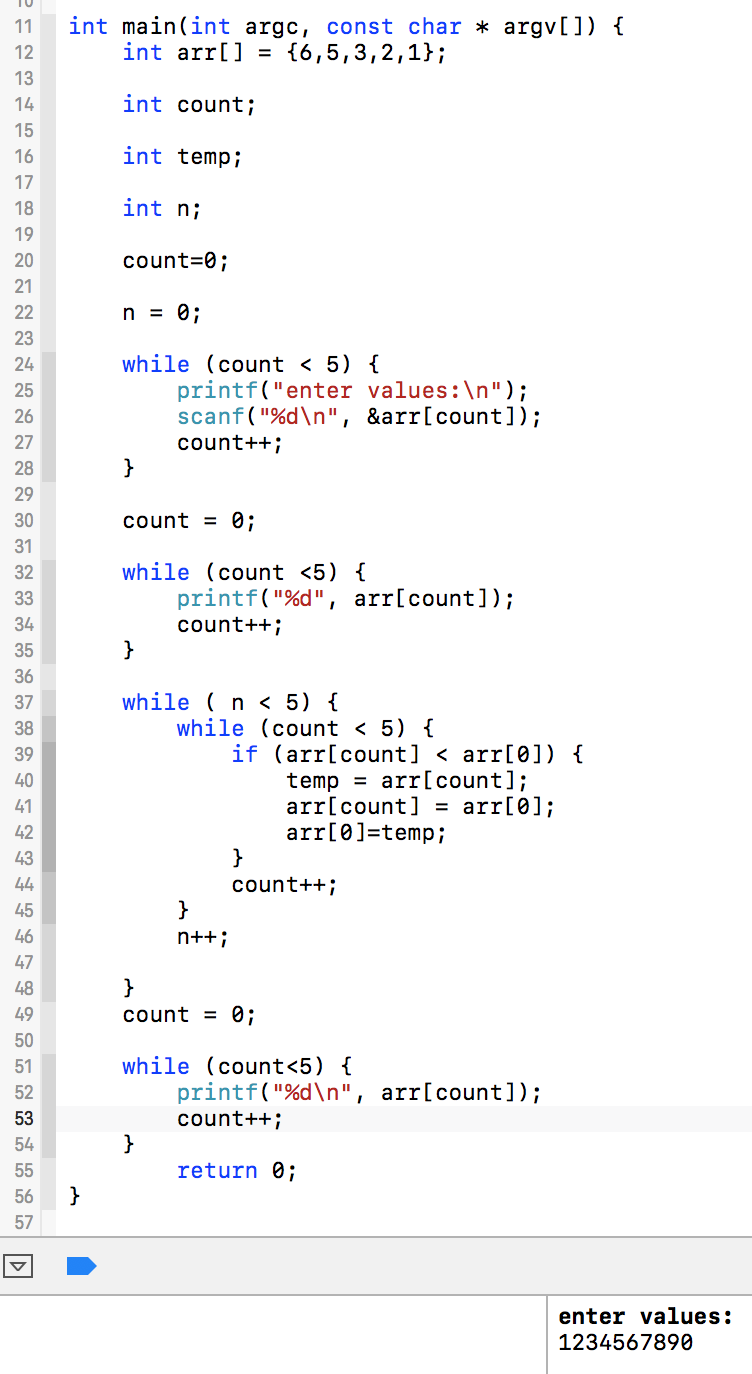 10
11 int main(int argc, const char * argv[]) {
12     int arr[] = {6,5,3,2,1};
13
14     int count;
15
16     int temp;
17
18     int n;
19
20     count=0;
21
22     n = 0;
23
24     while (count < 5) {
25         printf("enter values:\n");
26         scanf("%d\n", &arr[count]);
27         count++;
28     }
29
30     count = 0;
31
32     while (count <5) {
33         printf("%d", arr[count]);
34         count++;
35     }
36
37     while ( n < 5) {
38         while (count < 5) {
39             if (arr[count] < arr[0]) {
40                 temp = arr[count];
41                 arr[count] = arr[0];
42                 arr[0]=temp;
43             }
44             count++;
45         }
46         n++;
47
48     }
49     count = 0;
50
51     while (count<5) {
52         printf("%d\n", arr[count]);
53         count++;
54     }
55         return 0;
56 }
57
enter values:
1234567890